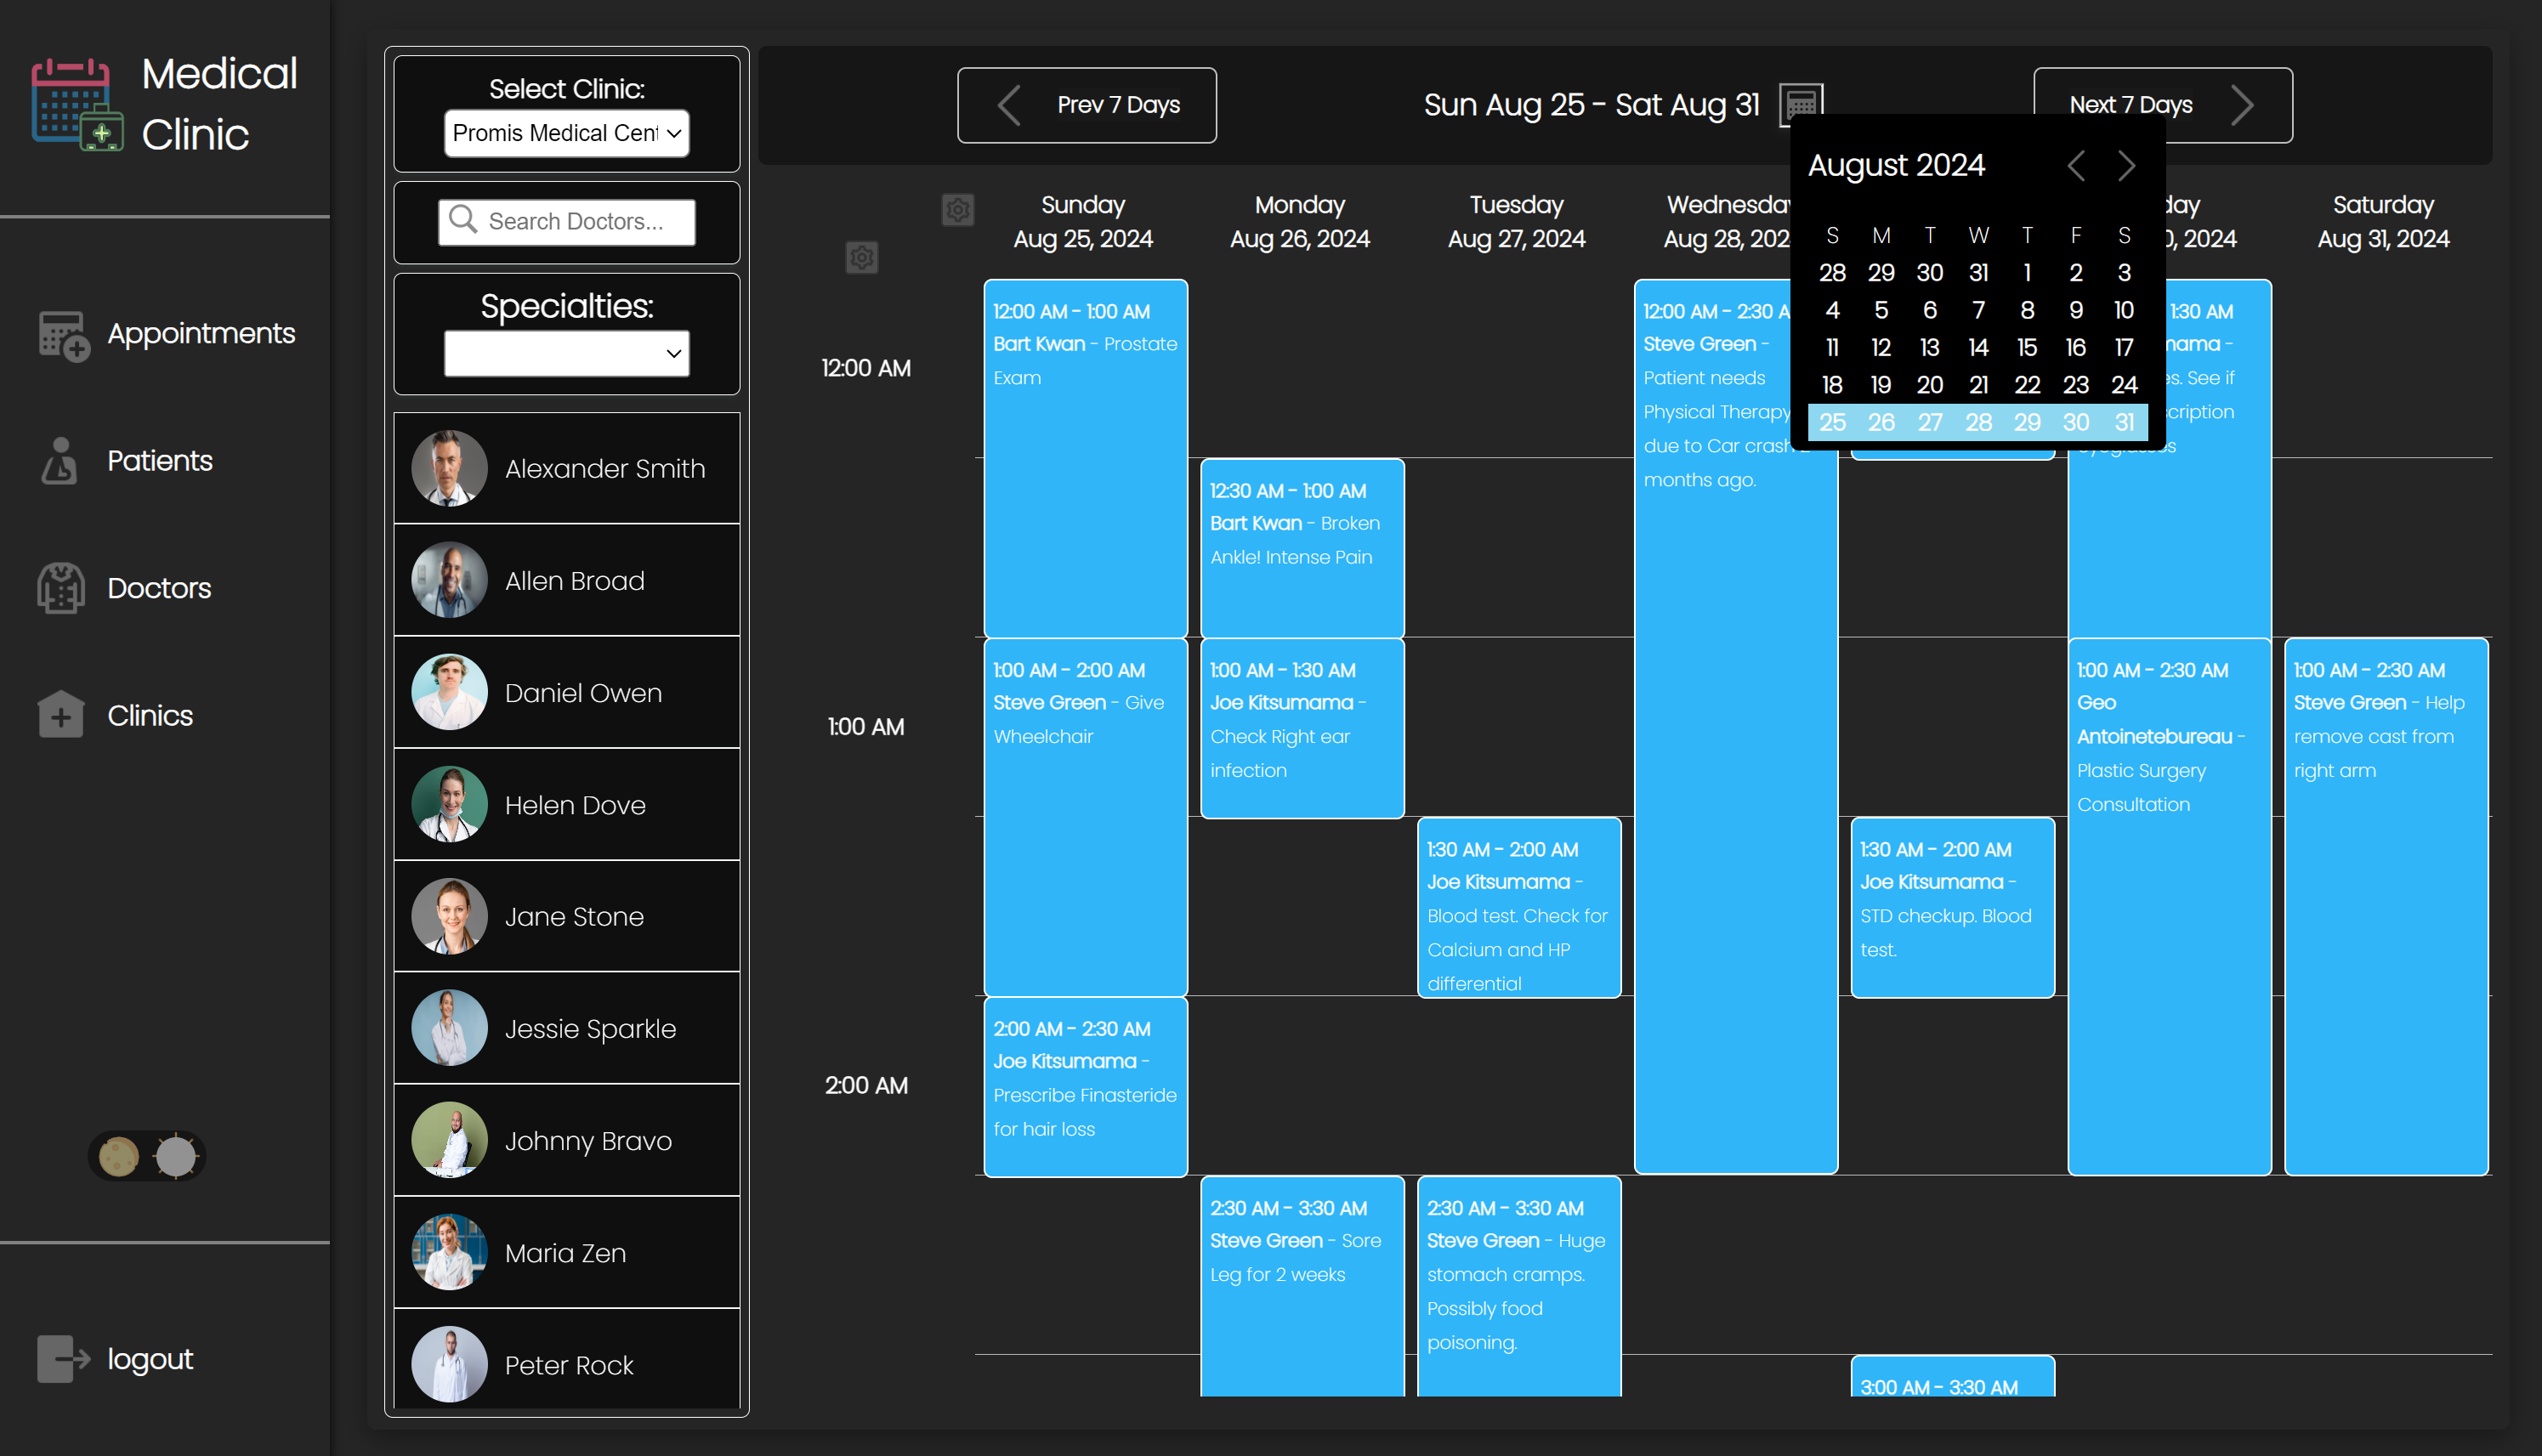 Medical
Clinic
Appointments
Patients
Doctors
Clinics
logout
Select Clinic:
Promis Medical Cent
Search Doctors...
Specialties:
Alexander Smith
Allen Broad
Daniel Owen
Helen Dove
Jane Stone
Jessie Sparkle
Johnny Bravo
Maria Zen
Peter Rock
Prev 7 Days
Sun Aug 25 - Sat Aug 31
Next 7 Days
August 2024
S M T W T F S
28 29 30 31 1 2 3
4 5 6 7 8 9 10
11 12 13 14 15 16 17
18 19 20 21 22 23 24
25 26 27 28 29 30 31
Sunday
Aug 25, 2024
Monday
Aug 26, 2024
Tuesday
Aug 27, 2024
Wednesday
Aug 28, 202
day
0, 2024
Saturday
Aug 31, 2024
12:00 AM
1:00 AM
2:00 AM
12:00 AM - 1:00 AM
Bart Kwan - Prostate
Exam
1:00 AM - 2:00 AM
Steve Green - Give
Wheelchair
2:00 AM - 2:30 AM
Joe Kitsumama -
Prescribe Finasteride
for hair loss
12:30 AM - 1:00 AM
Bart Kwan - Broken
Ankle! Intense Pain
1:00 AM - 1:30 AM
Joe Kitsumama -
Check Right ear
infection
2:30 AM - 3:30 AM
Steve Green - Sore
Leg for 2 weeks
1:30 AM - 2:00 AM
Joe Kitsumama -
Blood test. Check for
Calcium and HP
differential
2:30 AM - 3:30 AM
Steve Green - Huge
stomach cramps.
Possibly food
poisoning.
12:00 AM - 2:30 A
Steve Green -
Patient needs
Physical Therapy
due to Car crash 2
months ago.
1:30 AM - 2:00 AM
Joe Kitsumama -
STD checkup. Blood
test.
3:00 AM - 3:30 AM
1:30 AM
mama -
es. See if
cription
eyeglasses
1:00 AM - 2:30 AM
Geo
Antoinetebureau -
Plastic Surgery
Consultation
1:00 AM - 2:30 AM
Steve Green - Help
remove cast from
right arm